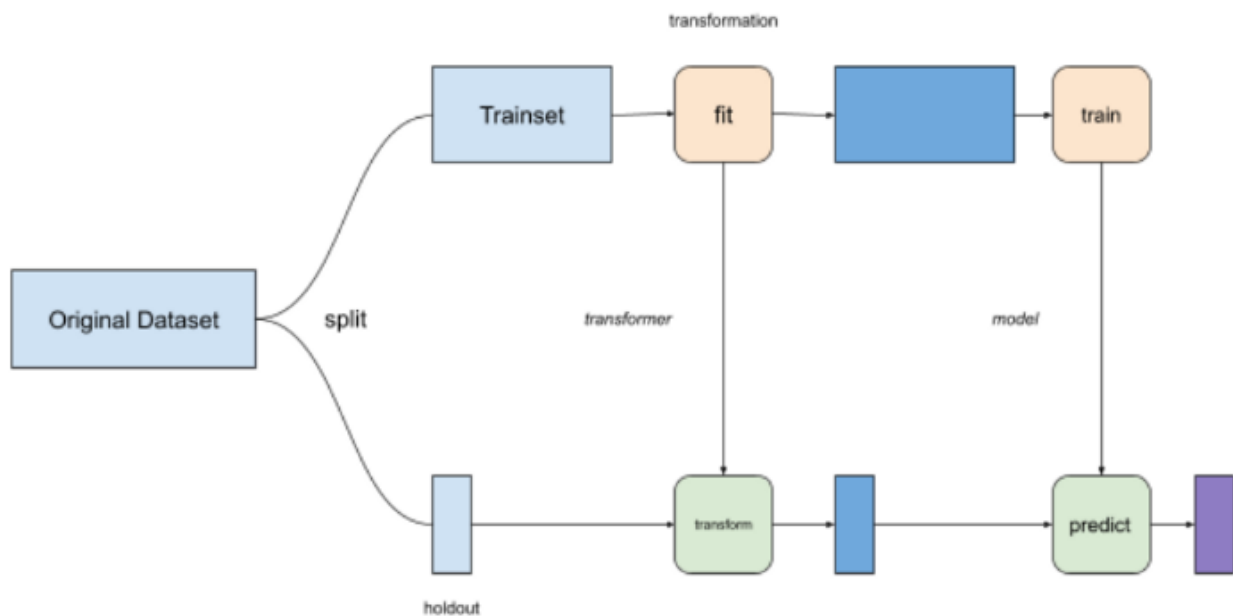 transformation
Trainset
fit
train
Original Dataset
split
transformer
model
transform
predict
holdout